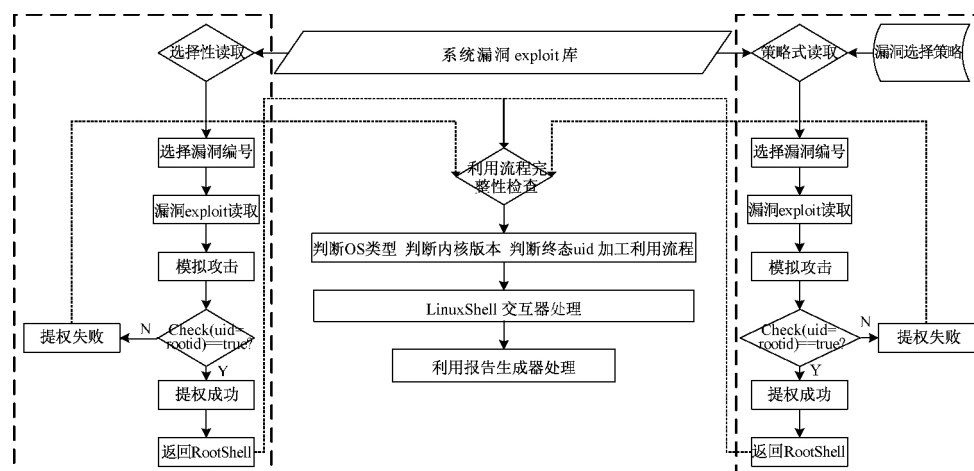 选择性读取
系统漏洞 exploit 库
策略式读取
漏洞选择策略
选择漏洞编号
漏洞exploit读取
模拟攻击
Check(uid=
rootid)==true?
N
提权失败
Y
提权成功
返回RootShell
利用流程完
整性检查
判断OS类型 判断内核版本 判断终态uid 加工利用流程
LinuxShell 交互器处理
利用报告生成器处理
选择漏洞编号
漏洞exploit读取
模拟攻击
Check(uid=
rootid)==true?
N
提权失败
Y
提权成功
返回RootShell